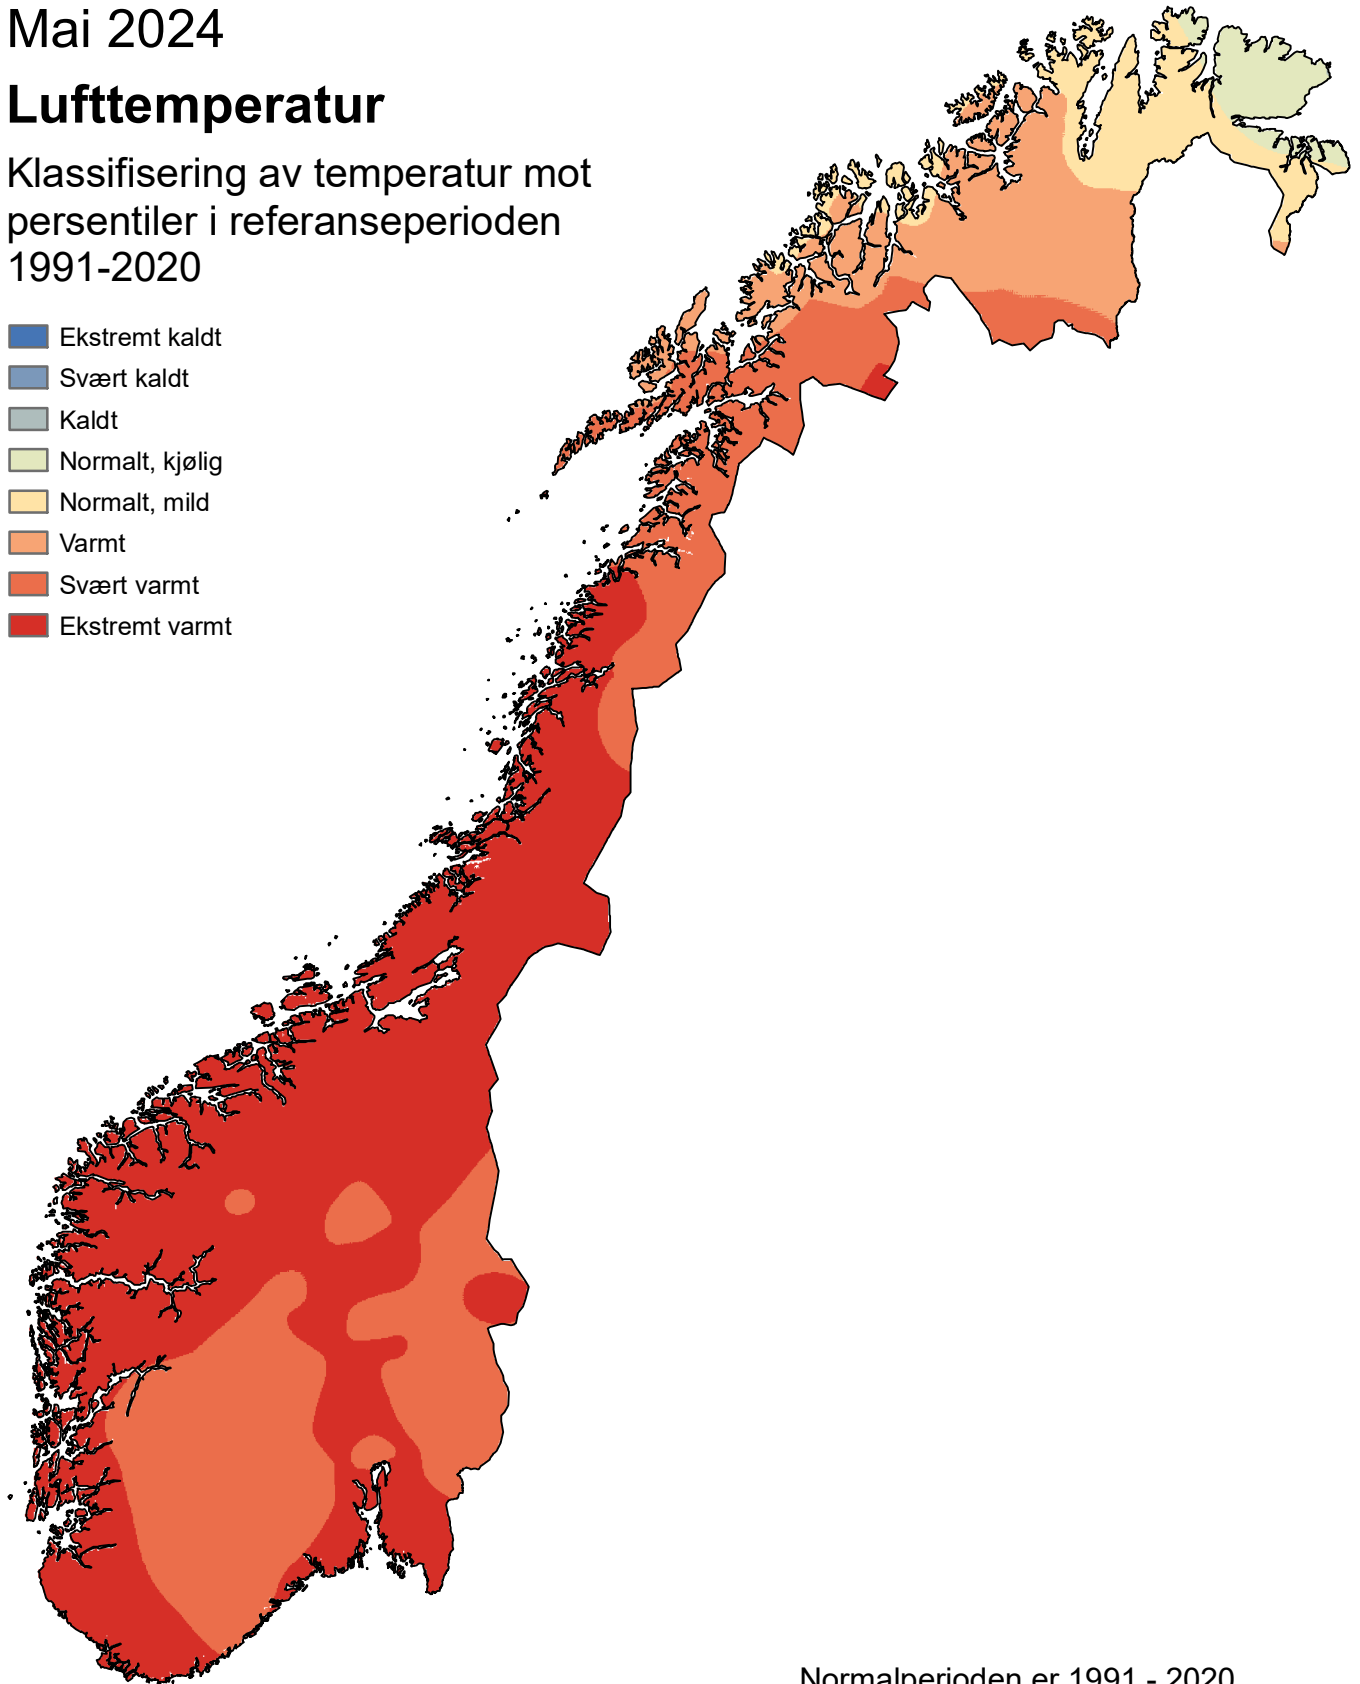 Mai 2024
Lufttemperatur
Klassifisering av temperatur mot
persentiler i referanseperioden
1991-2020
Ekstremt kaldt
Svært kaldt
Kaldt
Normalt, kjølig
Normalt, mild
Varmt
Svært varmt
Ekstremt varmt
Normalperioden er 1991 - 2020